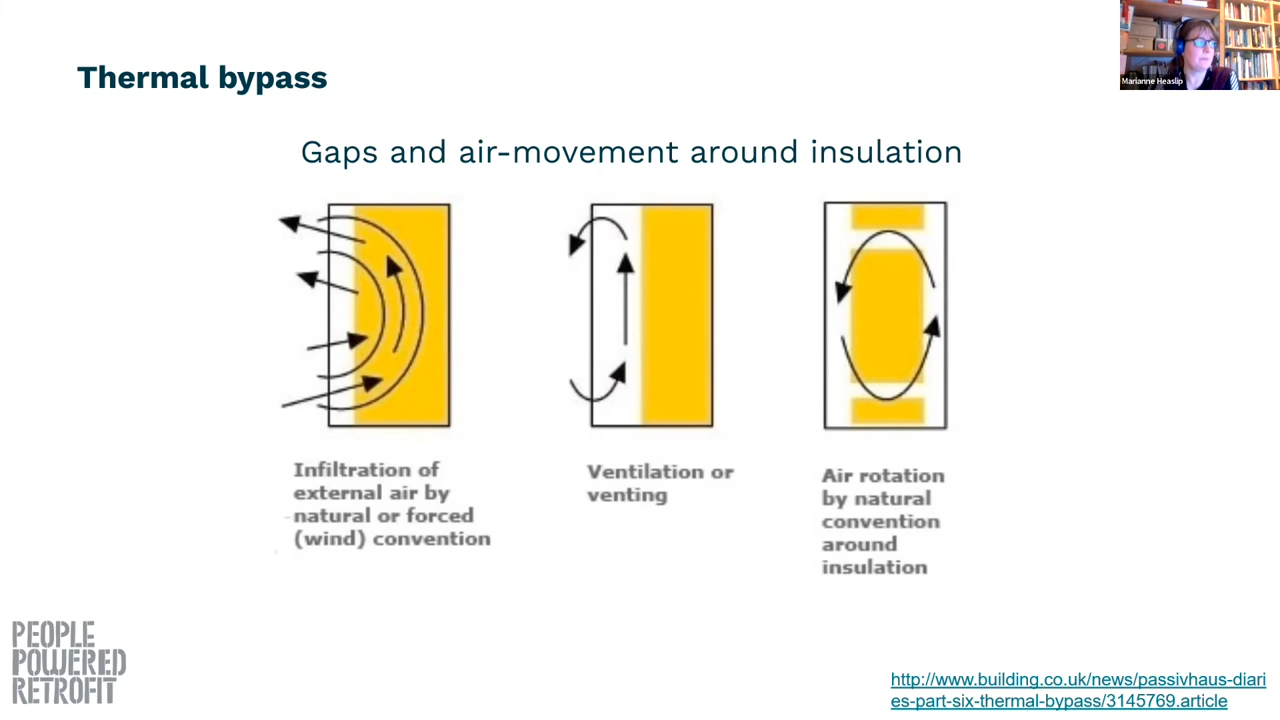 Thermal bypass
Marianne Heaslip
Gaps and air-movement around insulation
Infiltration of
external air by
natural or forced
(wind) convention
Ventilation or
venting
Air rotation
by natural
convention
around
insulation
PEOPLE
POWERED
RETROFIT
http://www.building.co.uk/news/passivhaus-diari
es-part-six-thermal-bypass/3145769.article